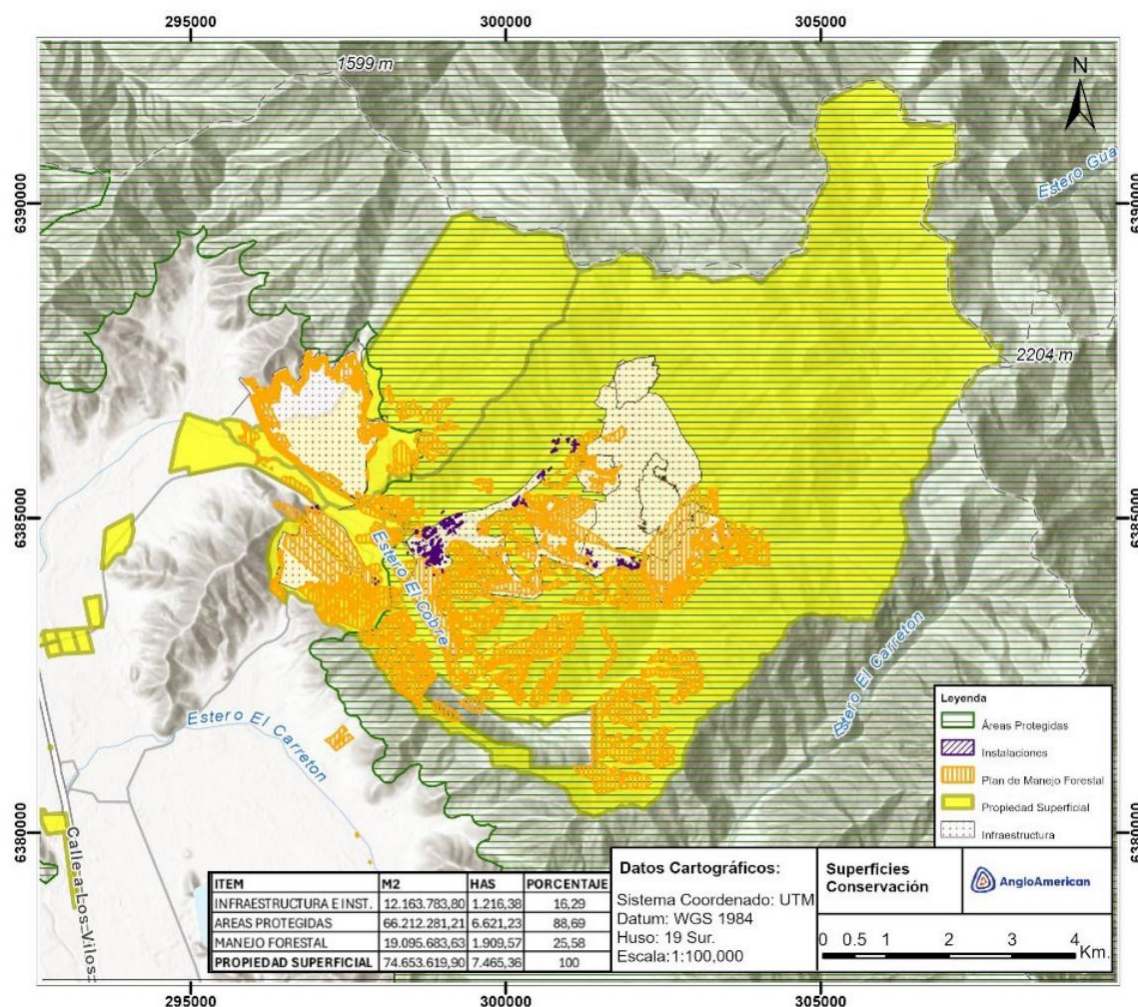 295000 300000 305000
1599 m
N
Estero Gua
6390000 6390000
2204 m
6385000 6385000
Estero El Cobre
Estero El Carreton
Estero El Carreton
6380000 6380000
Calle a Los Vilos
Leyenda
Áreas Protegidas
Instalaciones
Plan de Manejo Forestal
Propiedad Superficial
Infraestructura
ITEM M2 HAS PORCENTAJE
INFRAESTRUCTURA E INST. 12.163.783,80 1.216,38 16,29
AREAS PROTEGIDAS 66.212.281,21 6.621,23 88,69
MANEJO FORESTAL 19.095.683,63 1.909,57 25,58
PROPIEDAD SUPERFICIAL 74.653.619,90 7.465,36 100
Datos Cartográficos:
Sistema Coordenado: UTM
Datum: WGS 1984
Huso: 19 Sur.
Escala:1:100,000
Superficies
Conservación
AngloAmerican
0 0.5 1 2 3 4
Km.
295000 300000 305000